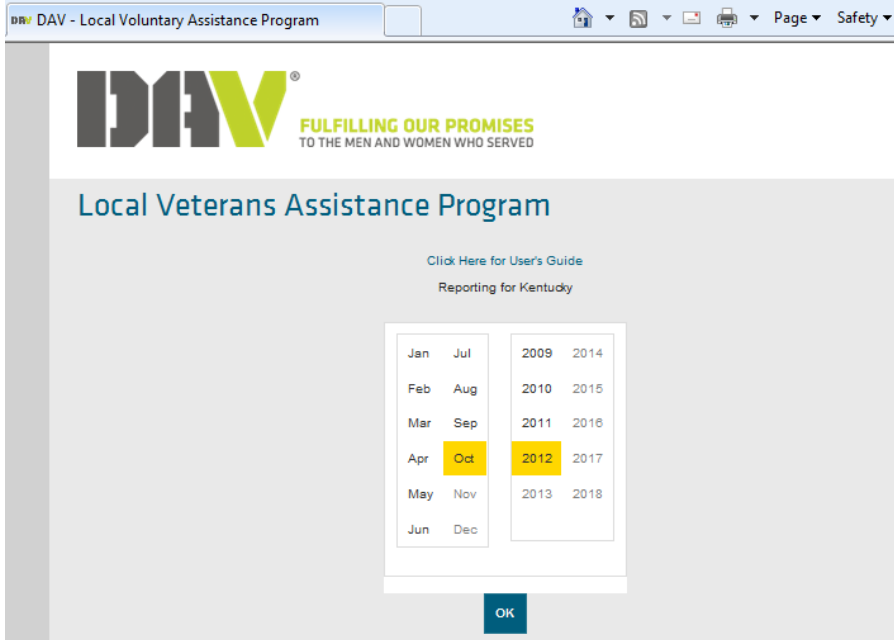 DAV DAV - Local Voluntary Assistance Program
Page Safety
DAV®
FULFILLING OUR PROMISES
TO THE MEN AND WOMEN WHO SERVED
Local Veterans Assistance Program
Click Here for User's Guide
Reporting for Kentucky
Jan Jul 2009 2014
Feb Aug 2010 2015
Mar Sep 2011 2016
Apr Oct 2012 2017
May Nov 2013 2018
Jun Dec
OK